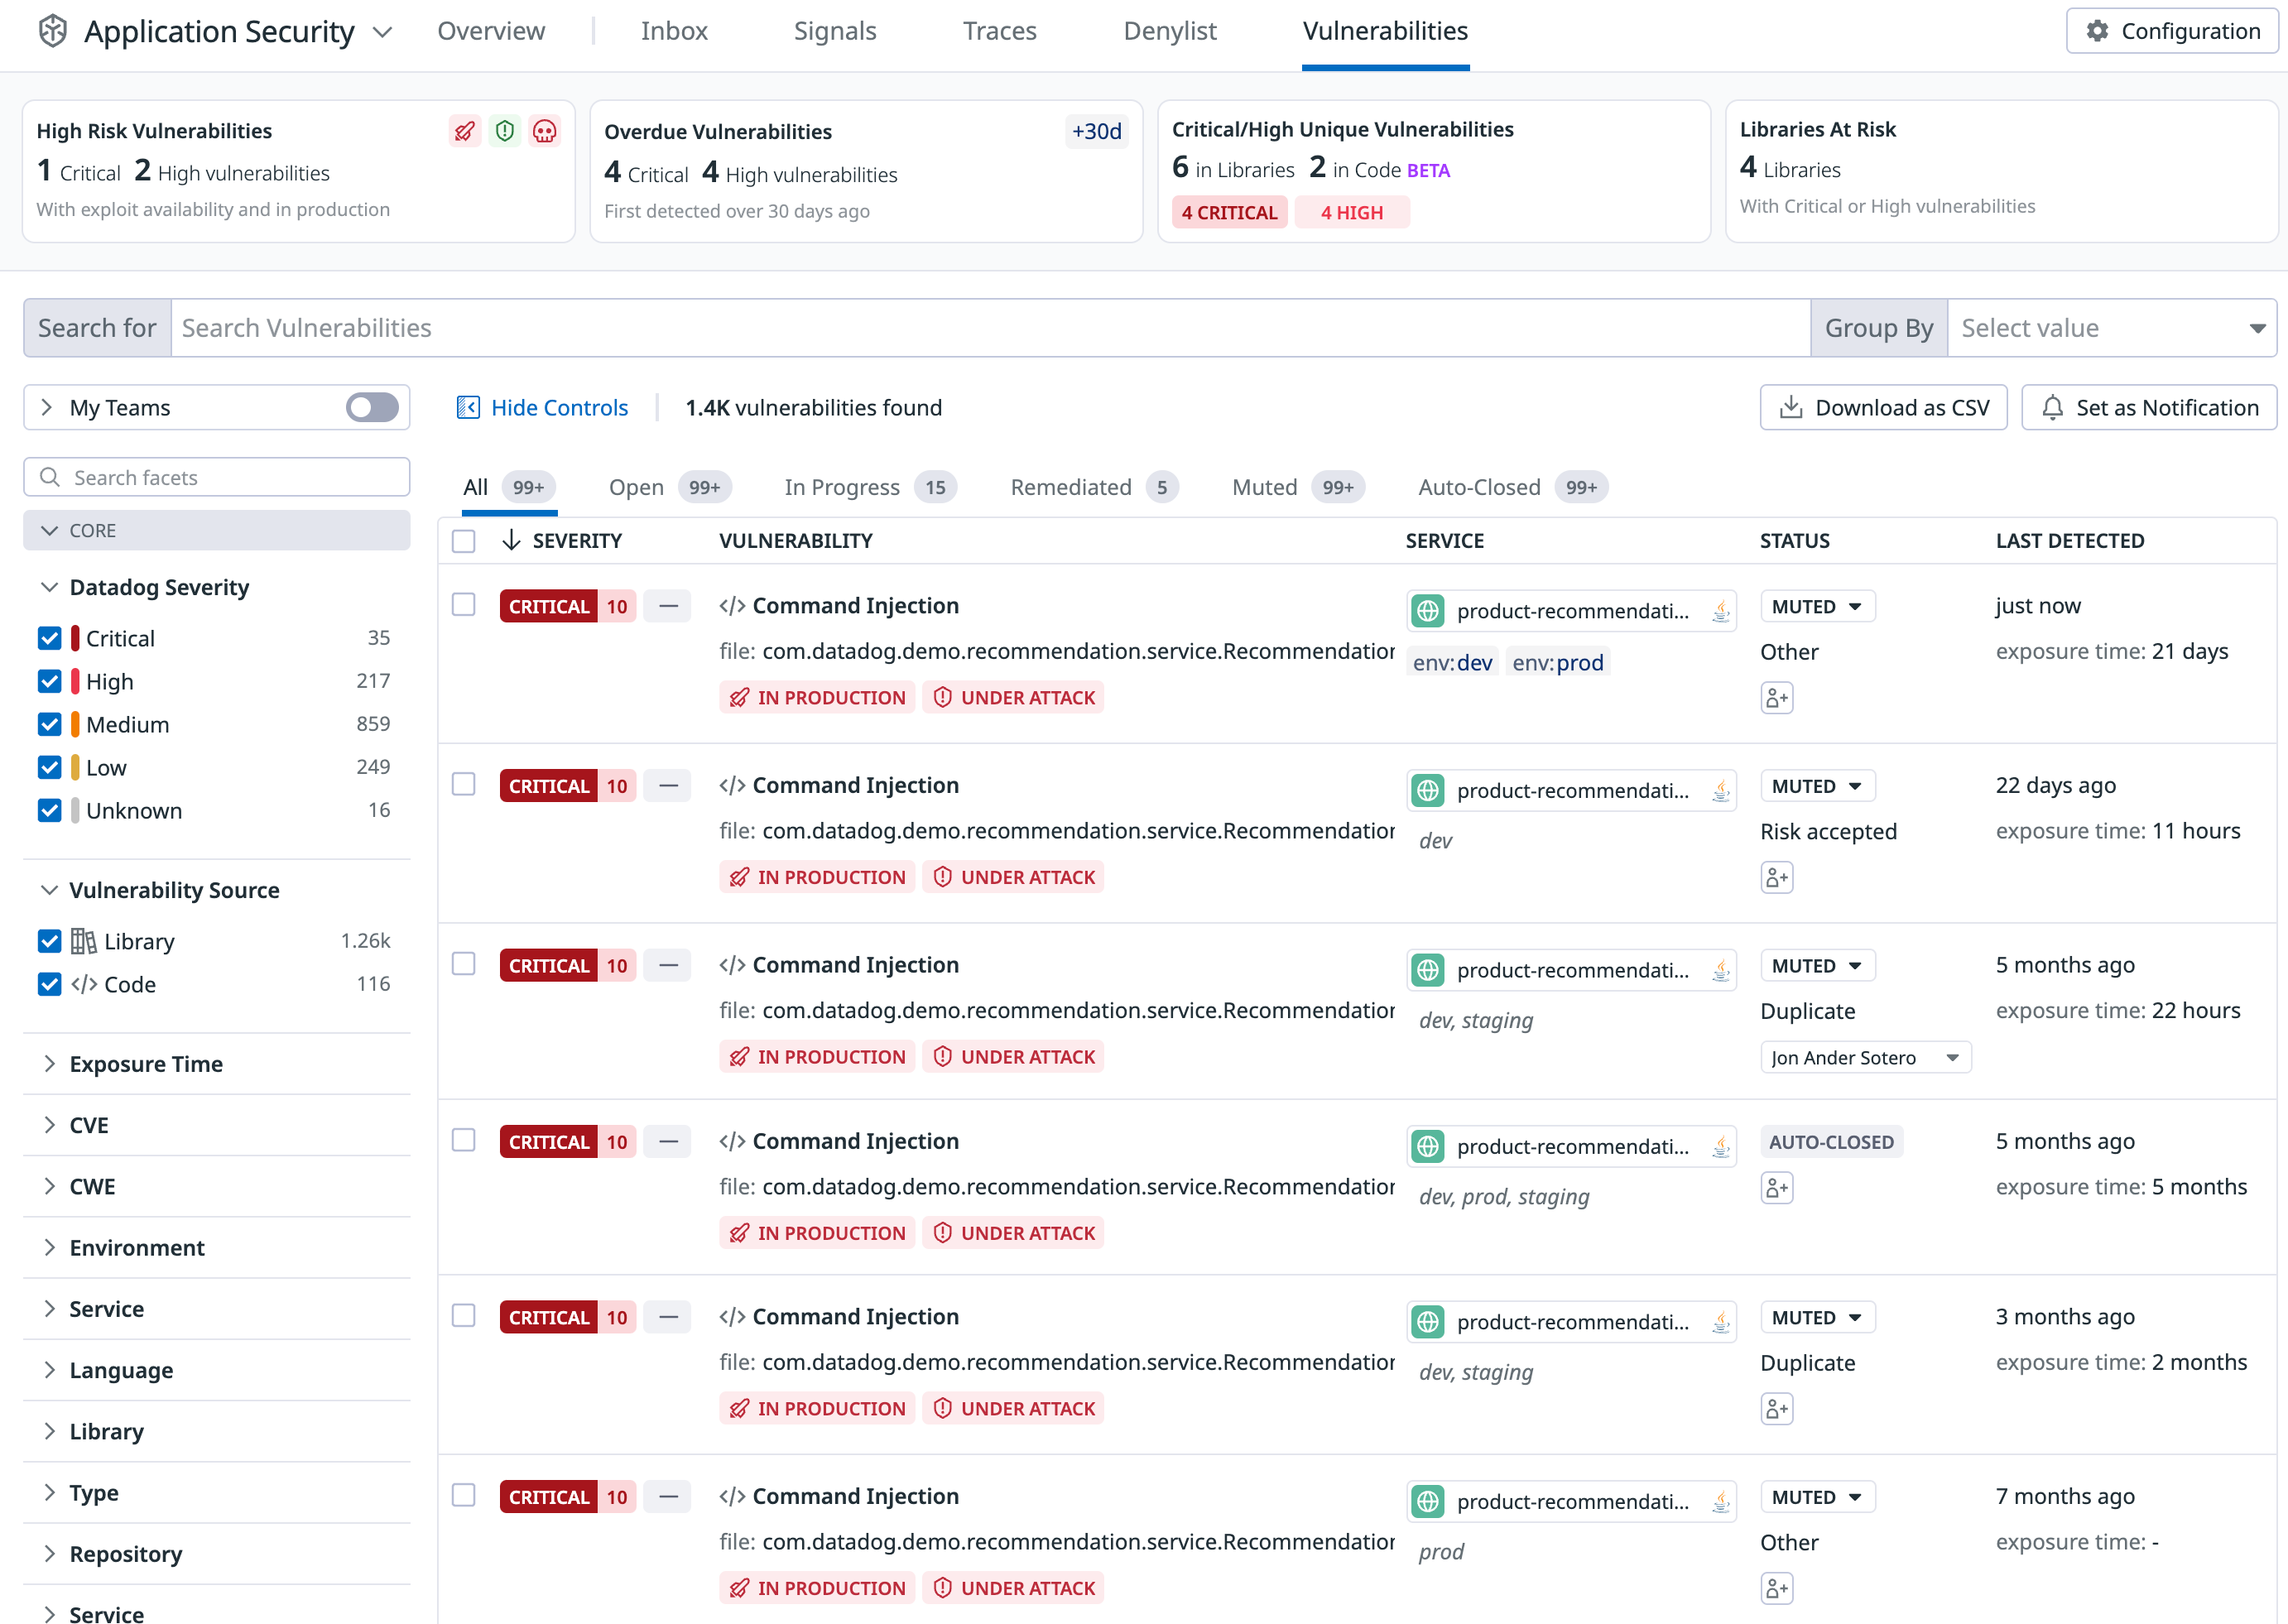 Application Security
Overview
Inbox
Signals
Traces
Denylist
Vulnerabilities
Configuration
High Risk Vulnerabilities
1 Critical 2 High vulnerabilities
With exploit availability and in production
Overdue Vulnerabilities
+30d
4 Critical 4 High vulnerabilities
First detected over 30 days ago
Critical/High Unique Vulnerabilities
6 in Libraries 2 in Code BETA
4 CRITICAL 4 HIGH
Libraries At Risk
4 Libraries
With Critical or High vulnerabilities
Search for Search Vulnerabilities
Group By Select value
My Teams
Hide Controls
1.4K vulnerabilities found
Download as CSV
Set as Notification
Search facets
CORE
Datadog Severity
Critical 35
High 217
Medium 859
Low 249
Unknown 16
Vulnerability Source
Library 1.26k
Code 116
Exposure Time
CVE
CWE
Environment
Service
Language
Library
Type
Repository
Service
All 99+
Open 99+
In Progress 15
Remediated 5
Muted 99+
Auto-Closed 99+
SEVERITY VULNERABILITY SERVICE STATUS LAST DETECTED
CRITICAL 10 — </> Command Injection product-recommendati... MUTED just now
file: com.datadog.demo.recommendation.service.Recommendation env:dev env:prod Other exposure time: 21 days
IN PRODUCTION UNDER ATTACK
CRITICAL 10 — </> Command Injection product-recommendati... MUTED 22 days ago
file: com.datadog.demo.recommendation.service.Recommendation dev Risk accepted exposure time: 11 hours
IN PRODUCTION UNDER ATTACK
CRITICAL 10 — </> Command Injection product-recommendati... MUTED 5 months ago
file: com.datadog.demo.recommendation.service.Recommendation dev, staging Duplicate exposure time: 22 hours
IN PRODUCTION UNDER ATTACK Jon Ander Sotero
CRITICAL 10 — </> Command Injection product-recommendati... AUTO-CLOSED 5 months ago
file: com.datadog.demo.recommendation.service.Recommendation dev, prod, staging exposure time: 5 months
IN PRODUCTION UNDER ATTACK
CRITICAL 10 — </> Command Injection product-recommendati... MUTED 3 months ago
file: com.datadog.demo.recommendation.service.Recommendation dev, staging Duplicate exposure time: 2 months
IN PRODUCTION UNDER ATTACK
CRITICAL 10 — </> Command Injection product-recommendati... MUTED 7 months ago
file: com.datadog.demo.recommendation.service.Recommendation prod Other exposure time: -
IN PRODUCTION UNDER ATTACK